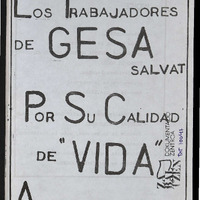 LOS TRABAJADORES
DE GESA
SALVAT
POR SU CALIDAD
DE "VIDA"
A